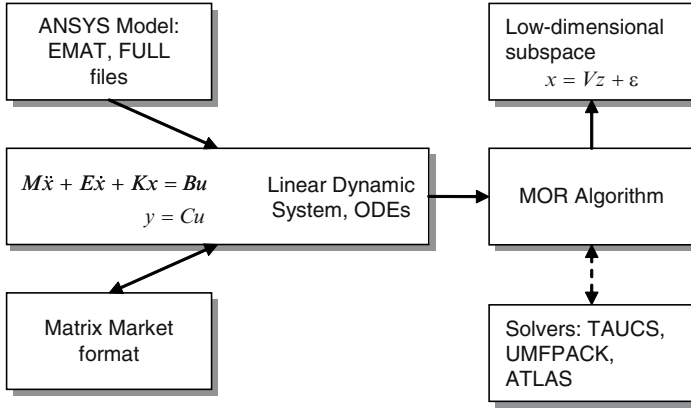 ANSYS Model:
EMAT, FULL
files
Low-dimensional
subspace
x = Vz + ε
Mẍ + Eẋ + Kx = Bu
y = Cu
Linear Dynamic
System, ODEs
MOR Algorithm
Matrix Market
format
Solvers: TAUCS,
UMFPACK,
ATLAS